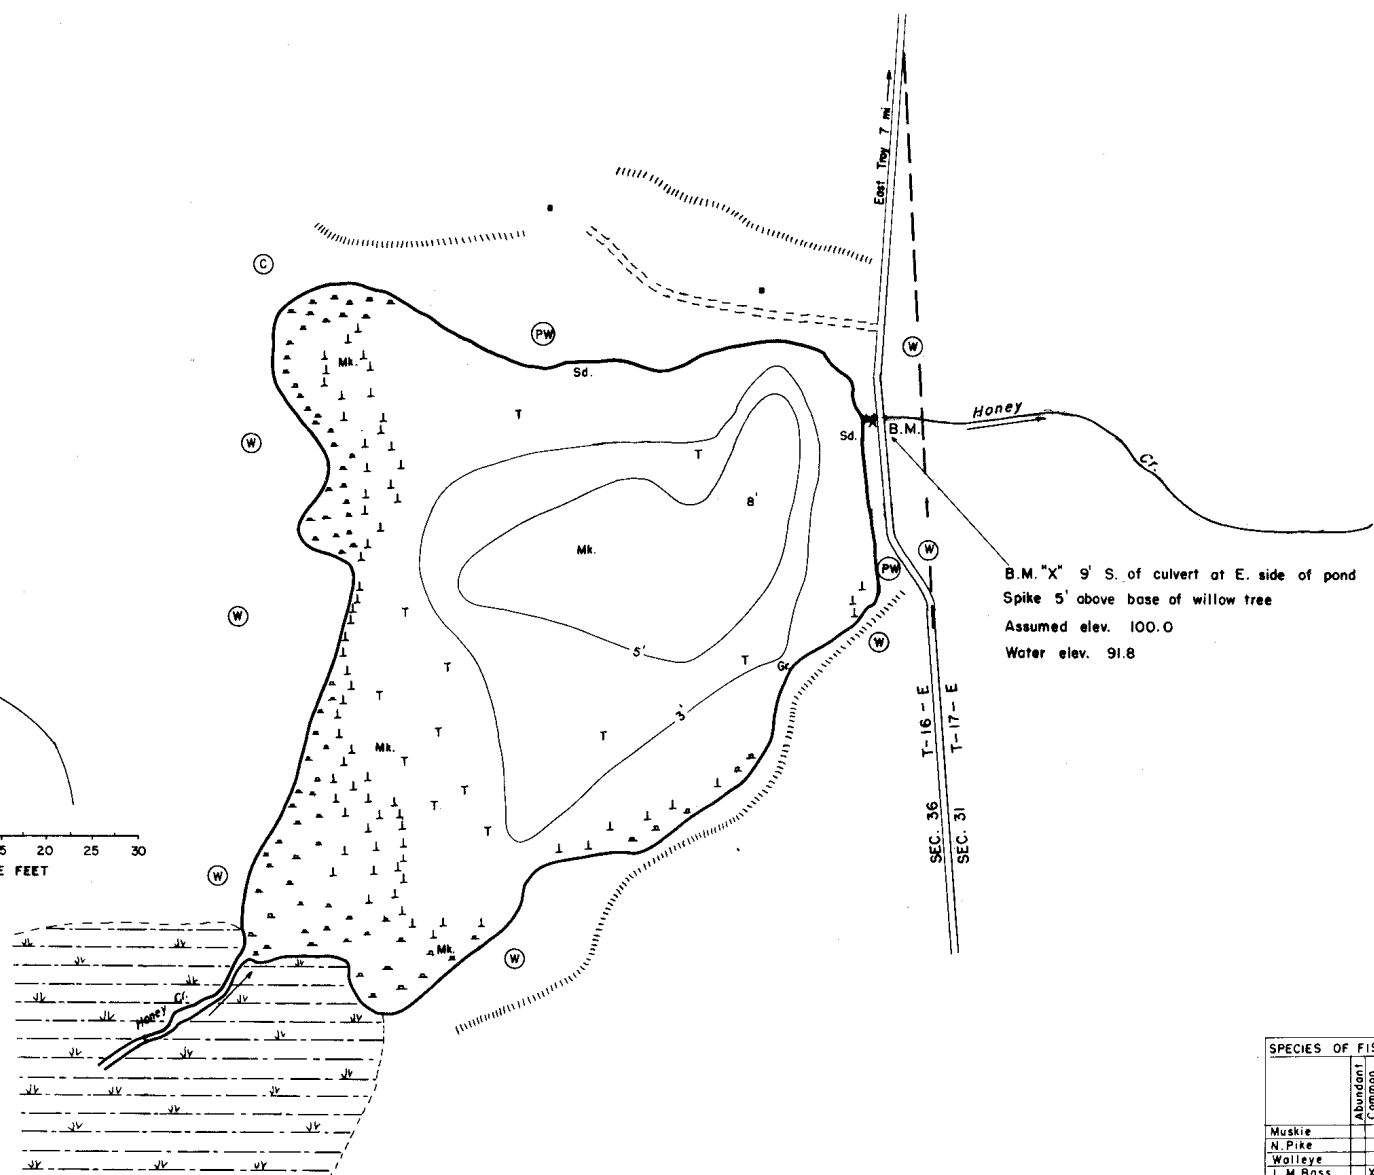 East Troy 7 mi
C
PW
W
Mk.
Sd.
T
Honey
W
Sd.
B.M.
T
Cr.
8'
Mk.
W
PW
B.M. "X" 9' S. of culvert at E. side of pond
Spike 5' above base of willow tree
Assumed elev. 100.0
Water elev. 91.8
W
T
W
5'
T
T
Gr.
T
3'
T-16-E
T-17-E
T
T
Mk.
T
T
T
T
SEC. 36
SEC. 31
5 20 25 30
E FEET
W
Mk.
W
Honey Cr.
SPECIES OF FIS
Abundant
Common
Muskie
N. Pike
Walleye
L. M. Bass X